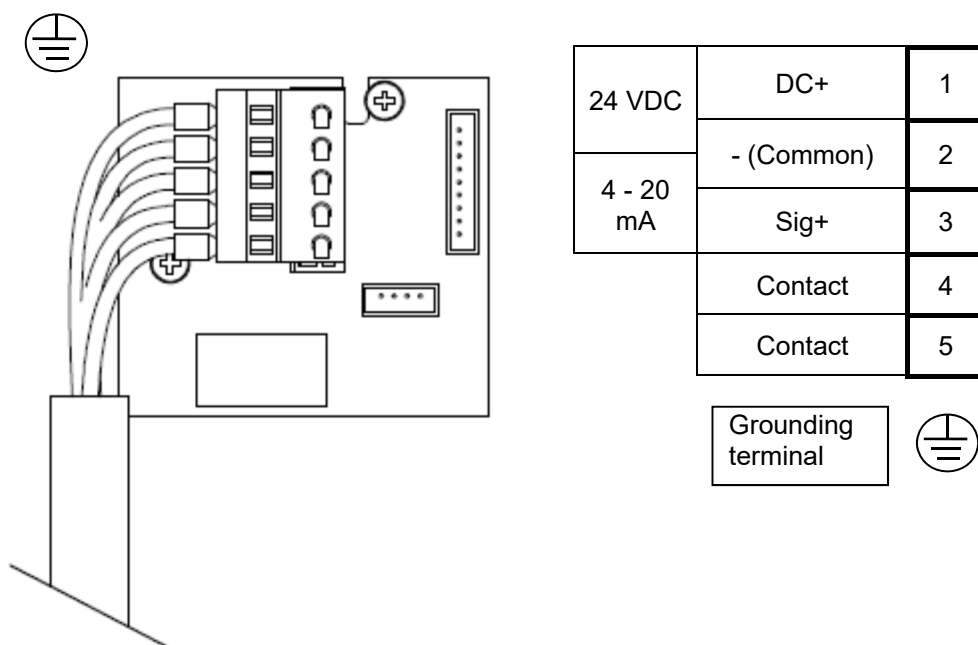 24 VDC
DC+
1
- (Common)
2
4 - 20
mA
Sig+
3
Contact
4
Contact
5
Grounding
terminal